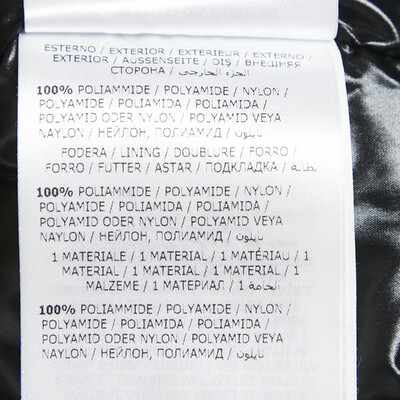 ESTERNO / EXTERIOR / EXTERIEUR / EXTERNO /
EXTERIOR / AUSSENSEITE / DIŞ / ВНЕШНЯЯ
СТОРОНА / الجزء الخارجي
100% POLIAMMIDE / POLYAMIDE / NYLON /
POLYAMIDE / POLIAMIDA / POLIAMIDA /
POLYAMID ODER NYLON / POLYAMID VEYA
NAYLON / НЕЙЛОН, ПОЛИАМИД / نايلون
FODERA / LINING / DOUBLURE / FORRO /
FORRO / FUTTER / ASTAR / ПОДКЛАДКА / بطانة
100% POLIAMMIDE / POLYAMIDE / NYLON /
POLYAMIDE / POLIAMIDA / POLIAMIDA /
POLYAMID ODER NYLON / POLYAMID VEYA
NAYLON / НЕЙЛОН, ПОЛИАМИД / نايلون
1 MATERIALE / 1 MATERIAL / 1 MATÉRIAU / 1
MATERIAL / 1 MATERIAL / 1 MATERIAL / 1
MALZEME / 1 МАТЕРИАЛ / 1 الخامة
100% POLIAMMIDE / POLYAMIDE / NYLON /
POLYAMIDE / POLIAMIDA / POLIAMIDA /
POLYAMID ODER NYLON / POLYAMID VEYA
NAYLON / НЕЙЛОН, ПОЛИАМИД / نايلون